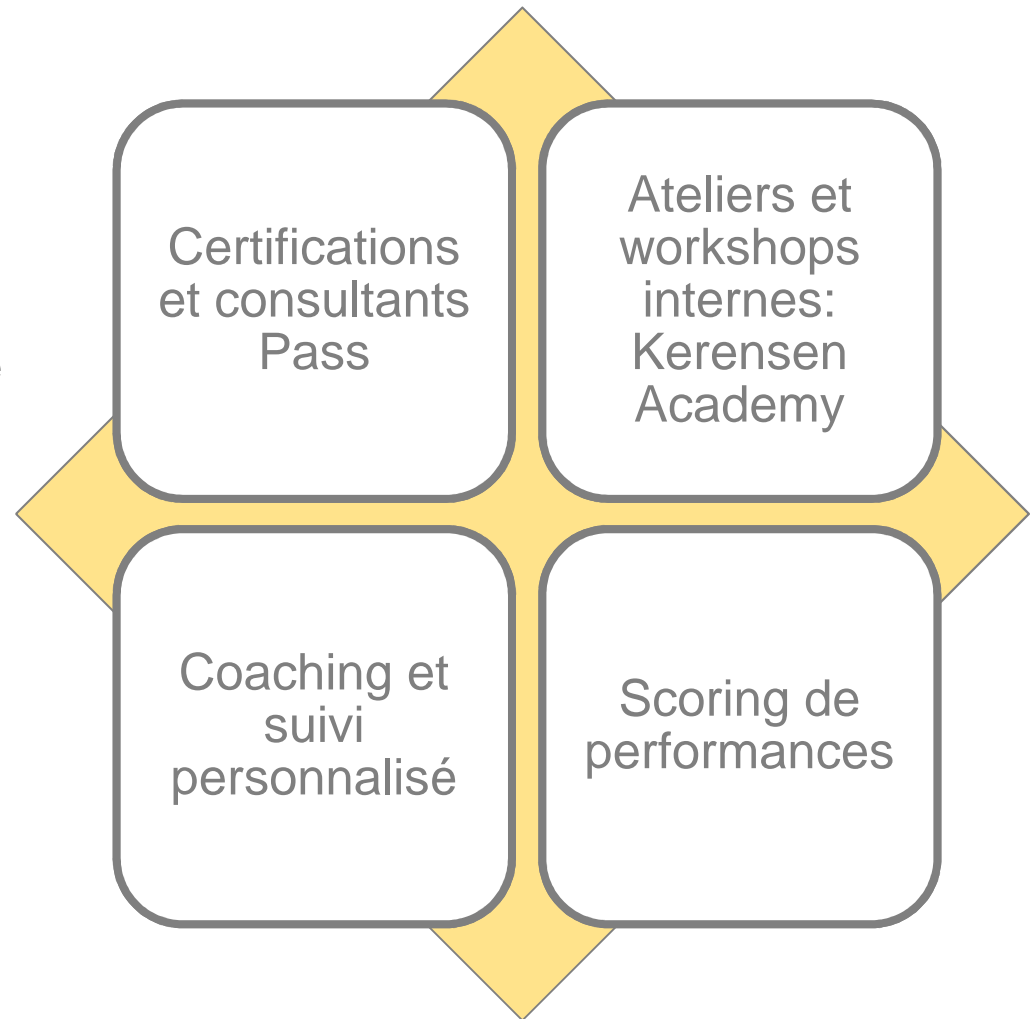 Certifications
et consultants
Pass
Ateliers et
workshops
internes:
Kerensen
Academy
Coaching et
suivi
personnalisé
Scoring de
performances